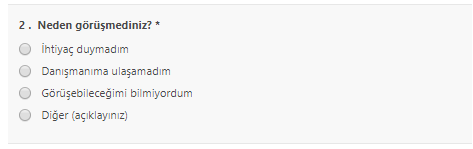 2 . Neden görüşmediniz? *
İhtiyaç duymadım
Danışmanıma ulaşamadım
Görüşebileceğimi bilmiyordum
Diğer (açıklayınız)